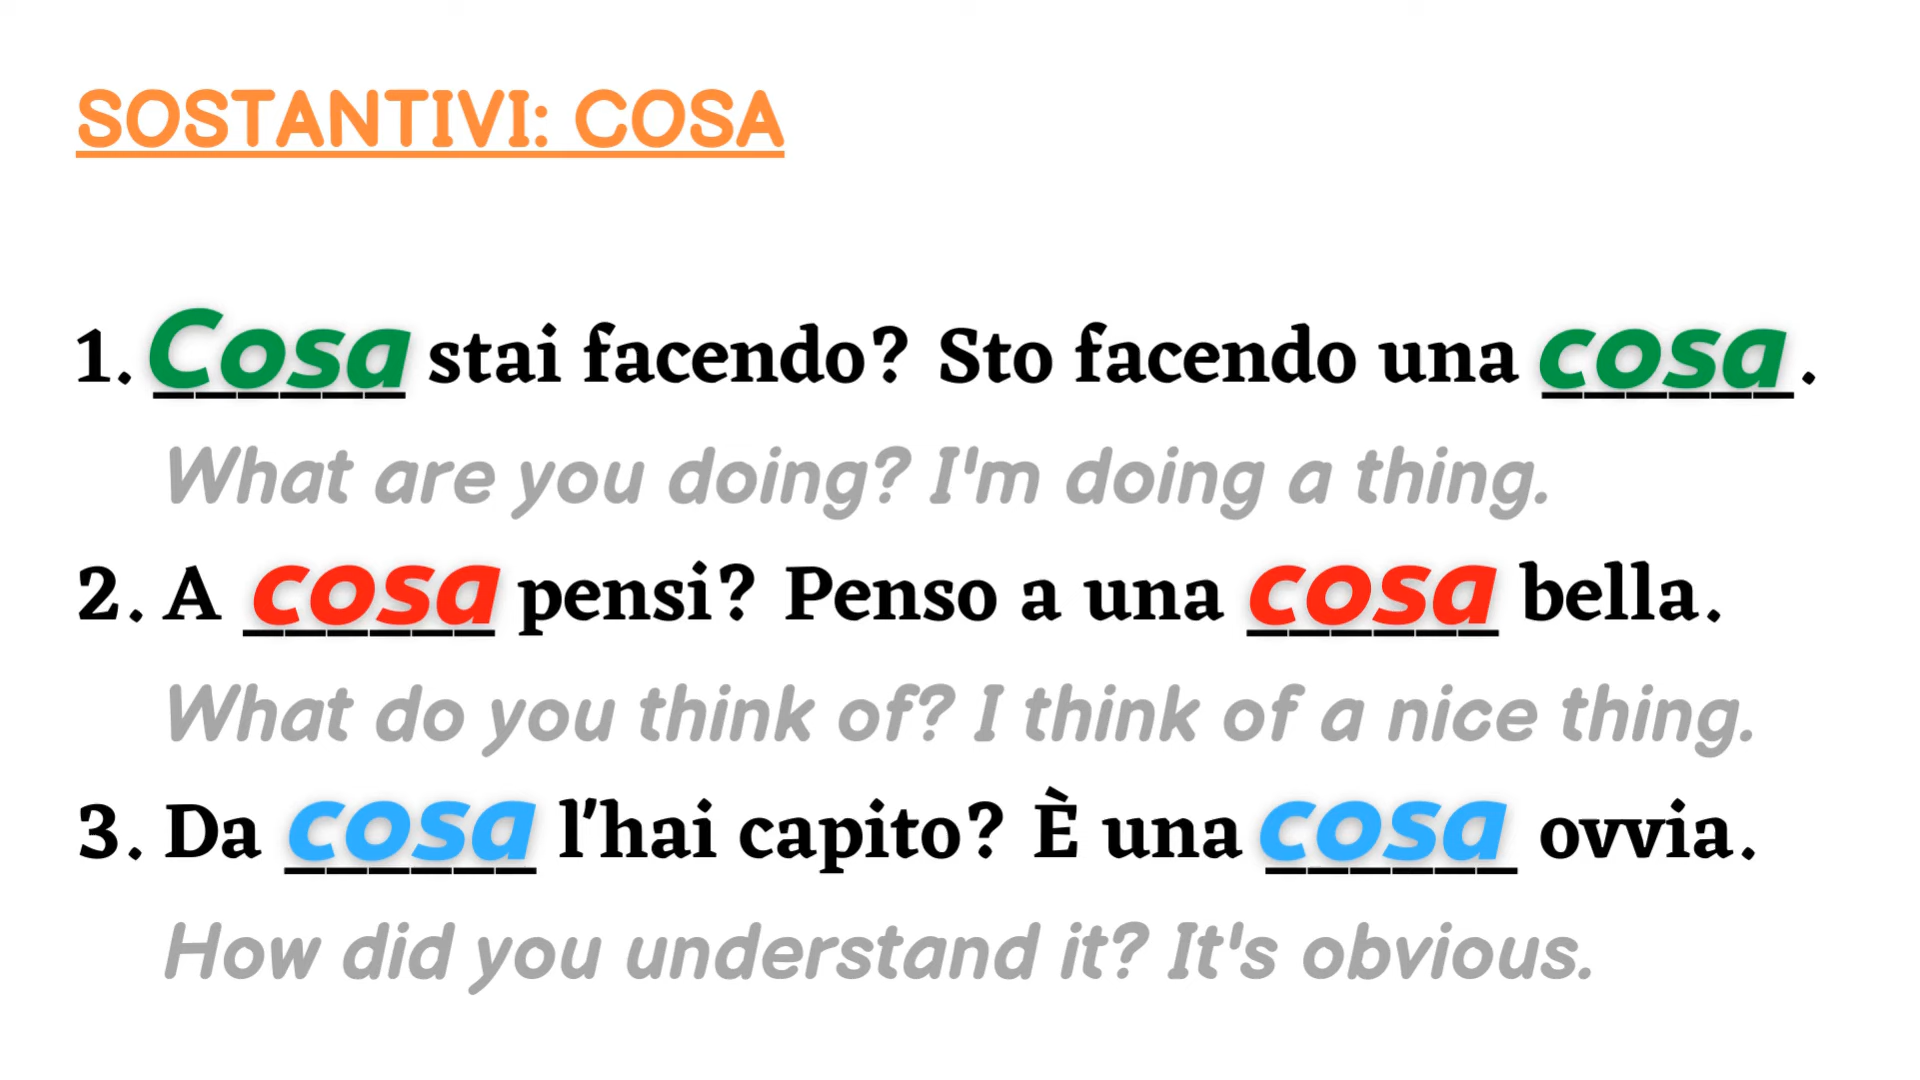 SOSTANTIVI: COSA
1. Cosa stai facendo? Sto facendo una cosa.
What are you doing? I'm doing a thing.
2. A cosa pensi? Penso a una cosa bella.
What do you think of? I think of a nice thing.
3. Da cosa l'hai capito? È una cosa ovvia.
How did you understand it? It's obvious.